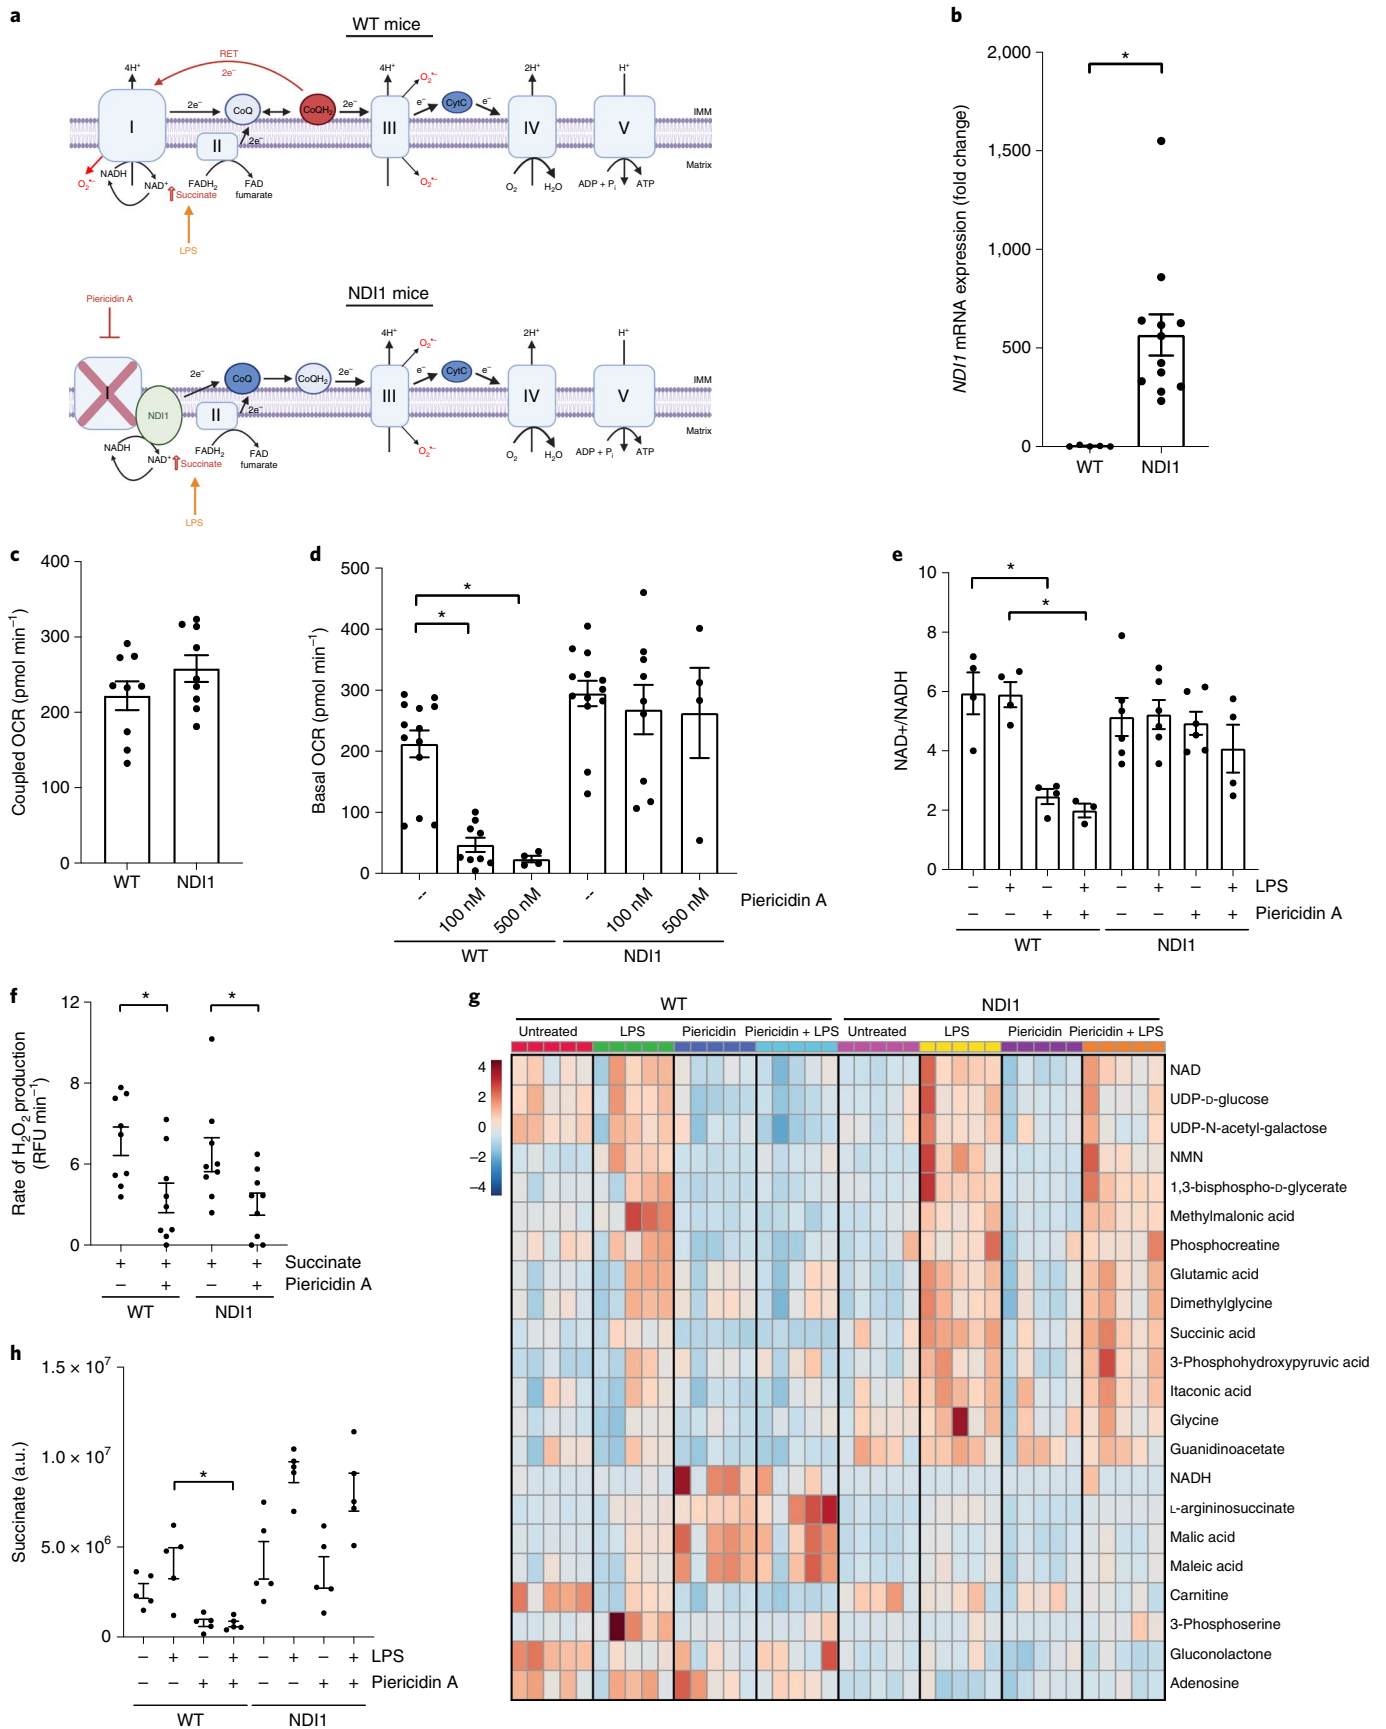 a
WT mice
RET
2e⁻
4H⁺
4H⁺
O₂•⁻
2H⁺
H⁺
I
2e⁻
CoQ
CoQH₂
2e⁻
III
e⁻
CytC
e⁻
IV
V
IMM
II
2e⁻
Matrix
O₂•⁻
NADH
NAD⁺
Succinate
FADH₂
FAD
fumarate
O₂•⁻
O₂
H₂O
ADP + Pᵢ
ATP
LPS
NDI1 mice
Piericidin A
4H⁺
O₂•⁻
2H⁺
H⁺
I
NDI1
2e⁻
CoQ
CoQH₂
2e⁻
III
e⁻
CytC
e⁻
IV
V
IMM
II
2e⁻
Matrix
NADH
NAD⁺
Succinate
FADH₂
FAD
fumarate
O₂•⁻
O₂
H₂O
ADP + Pᵢ
ATP
LPS
b
NDI1 mRNA expression (fold change)
2,000
1,500
1,000
500
0
*
WT
NDI1
c
Coupled OCR (pmol min⁻¹)
400
300
200
100
0
WT
NDI1
d
Basal OCR (pmol min⁻¹)
500
400
300
200
100
0
*
*
--
100 nM
500 nM
--
100 nM
500 nM
Piericidin A
WT
NDI1
e
NAD+/NADH
10
8
6
4
2
0
*
*
− + − + − + − + LPS
− − + + − − + + Piericidin A
WT
NDI1
f
Rate of H₂O₂ production
(RFU min⁻¹)
12
8
6
0
*
*
+ + + + Succinate
− + − + Piericidin A
WT
NDI1
g
WT
NDI1
Untreated
LPS
Piericidin
Piericidin + LPS
Untreated
LPS
Piericidin
Piericidin + LPS
4
2
0
−2
−4
NAD
UDP-D-glucose
UDP-N-acetyl-galactose
NMN
1,3-bisphospho-D-glycerate
Methylmalonic acid
Phosphocreatine
Glutamic acid
Dimethylglycine
Succinic acid
3-Phosphohydroxypyruvic acid
Itaconic acid
Glycine
Guanidinoacetate
NADH
L-argininosuccinate
Malic acid
Maleic acid
Carnitine
3-Phosphoserine
Gluconolactone
Adenosine
h
Succinate (a.u.)
1.5 × 10⁷
1.0 × 10⁷
5.0 × 10⁶
0
*
− + − + − + − + LPS
− − + + − − + + Piericidin A
WT
NDI1